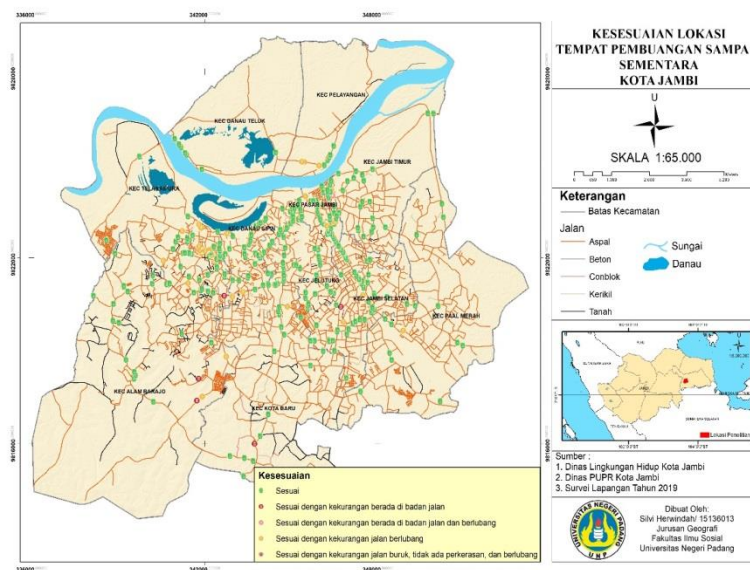 KESESUAIAN LOKASI
TEMPAT PEMBUANGAN SAMPA
SEMENTARA
KOTA JAMBI
U
SKALA 1:65.000
Keterangan
Batas Kecamatan
Jalan
Aspal
Beton
Conblok
Kerikil
Tanah
Sungai
Danau
Lokasi Penelitian
Sumber :
1. Dinas Lingkungan Hidup Kota Jambi
2. Dinas PUPR Kota Jambi
3. Survei Lapangan Tahun 2019
Dibuat Oleh:
Silvi Herwindah/ 15136013
Jurusan Geografi
Fakultas Ilmu Sosial
Universitas Negeri Padang
UNIVERSITAS NEGERI PADANG
UNP
336000
342000
348000
KEC PELAYANGAN
KEC DANAU TELUK
KEC JAMBI TIMUR
KEC PASAR JAMBI
KEC DANAU SIPIN
KEC JELUTUNG
KEC JAMBI SELATAN
KEC PAAL MERAH
KEC ALAM BARAJO
KEC KOTA BARU
Kesesuaian
Sesuai
Sesuai dengan kekurangan berada di badan jalan
Sesuai dengan kekurangan berada di badan jalan dan berlubang
Sesuai dengan kekurangan jalan berlubang
Sesuai dengan kekurangan jalan buruk, tidak ada perkerasan, dan berlubang